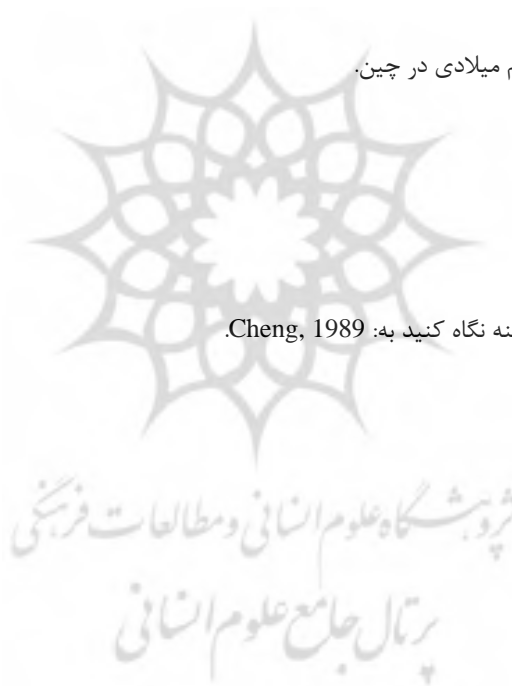 م میلادی در چین.
نه نگاه کنید به: Cheng, 1989.
پژوهشگاه علوم انسانی و مطالعات فرهنگی
پرتال جامع علوم انسانی